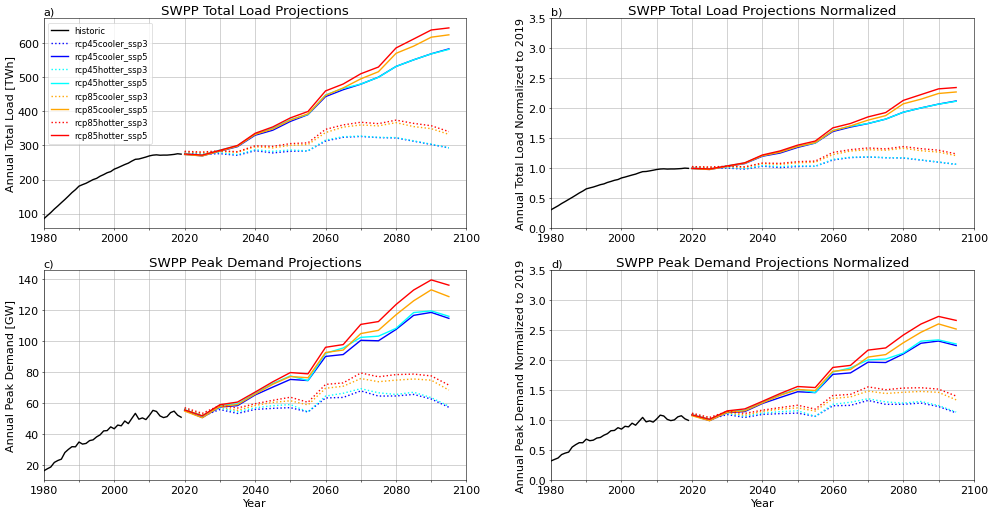 a)
SWPP Total Load Projections
Annual Total Load [TWh]
600
500
400
300
200
100
historic
rcp45cooler_ssp3
rcp45cooler_ssp5
rcp45hotter_ssp3
rcp45hotter_ssp5
rcp85cooler_ssp3
rcp85cooler_ssp5
rcp85hotter_ssp3
rcp85hotter_ssp5
1980 2000 2020 2040 2060 2080 2100
b)
SWPP Total Load Projections Normalized
Annual Total Load Normalized to 2019
3.5
3.0
2.5
2.0
1.5
1.0
0.5
0.0
1980 2000 2020 2040 2060 2080 2100
c)
SWPP Peak Demand Projections
Annual Peak Demand [GW]
140
120
100
80
60
40
20
1980 2000 2020 2040 2060 2080 2100
Year
d)
SWPP Peak Demand Projections Normalized
Annual Peak Demand Normalized to 2019
3.5
3.0
2.5
2.0
1.5
1.0
0.5
0.0
1980 2000 2020 2040 2060 2080 2100
Year